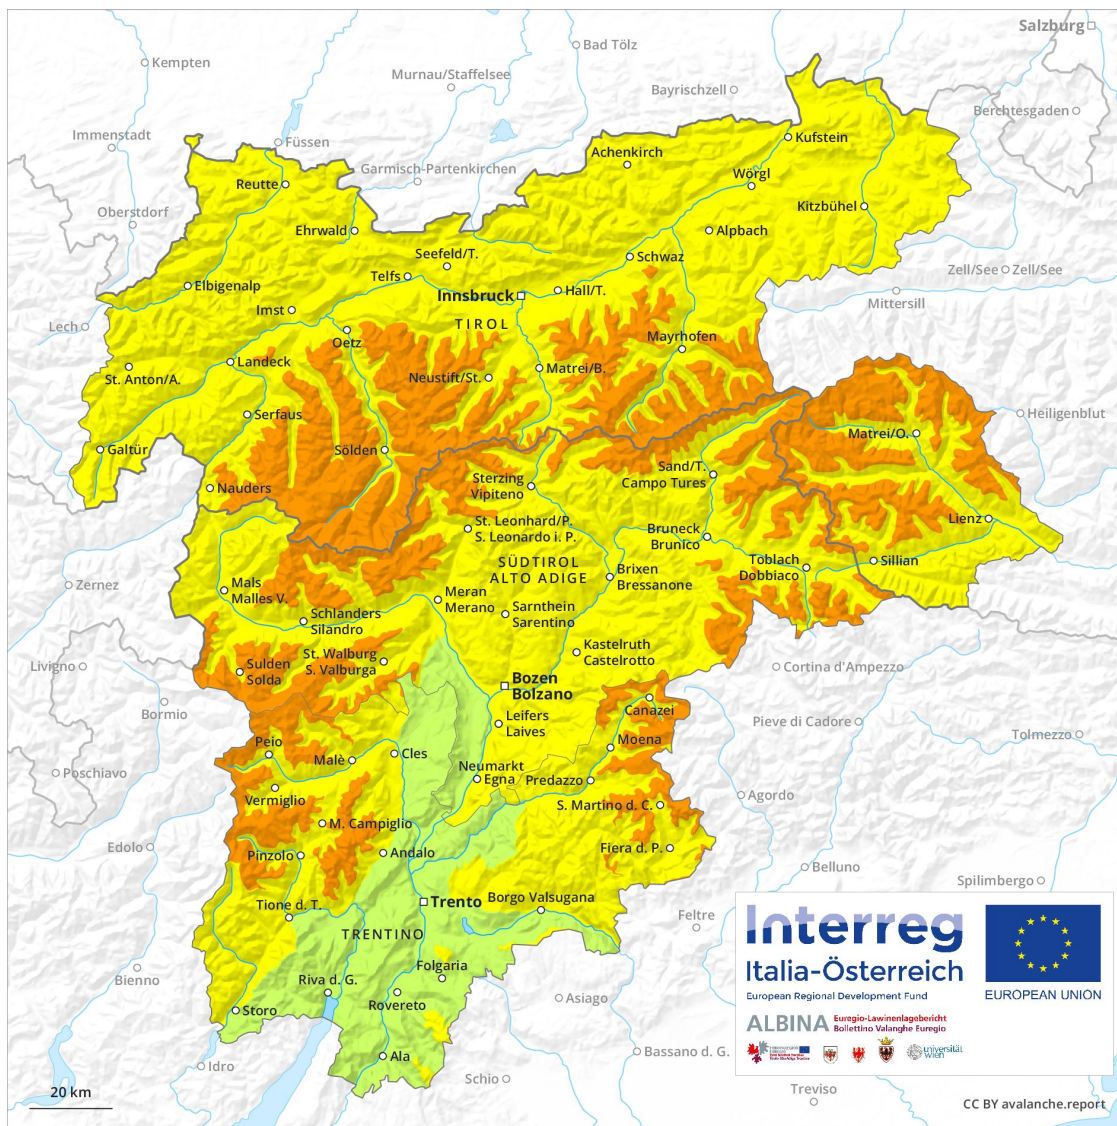 Salzburg
Bad Tölz
Kempten
Murnau/Staffelsee
Bayrischzell
Berchtesgaden
Immenstadt
Füssen
Kufstein
Achenkirch
Garmisch-Partenkirchen
Wörgl
Reutte
Oberstdorf
Kitzbühel
Ehrwald
Alpbach
Seefeld/T.
Schwaz
Telfs
Zell/See
Zell/See
Elbigenalp
Innsbruck
Hall/T.
Mittersill
Imst
TIROL
Lech
Oetz
Mayrhofen
Landeck
Matrei/B.
St. Anton/A.
Neustift/St.
Serfaus
Heiligenblut
Matrei/O.
Galtür
Sölden
Sand/T.
Campo Tures
Sterzing
Vipiteno
Nauders
St. Leonhard/P.
S. Leonardo i. P.
Lienz
Bruneck
Brunico
SÜDTIROL
ALTO ADIGE
Toblach
Dobbiaco
Sillian
Brixen
Bressanone
Zernez
Mals
Malles V.
Meran
Merano
Sarnthein
Sarentino
Schlanders
Silandro
Kastelruth
Castelrotto
St. Walburg
S. Valburga
Livigno
Sulden
Solda
Cortina d'Ampezzo
Bozen
Bolzano
Bormio
Canazei
Leifers
Laives
Pieve di Cadore
Tolmezzo
Moena
Peio
Cles
Malè
Poschiavo
Neumarkt
Egna
Predazzo
Vermiglio
Agordo
S. Martino d. C.
M. Campiglio
Edolo
Andalo
Fiera d. P.
Pinzolo
Belluno
Spilimbergo
Trento
Borgo Valsugana
Tione d. T.
Feltre
TRENTINO
Folgaria
Bienno
Riva d. G.
Rovereto
Asiago
Storo
Ala
Bassano d. G.
Idro
Schio
Treviso
20 km
Interreg
Italia-Österreich
European Regional Development Fund
EUROPEAN UNION
ALBINA
Euregio-Lawinenlagebericht
Bollettino Valanghe Euregio
universität
wien
CC BY avalanche.report